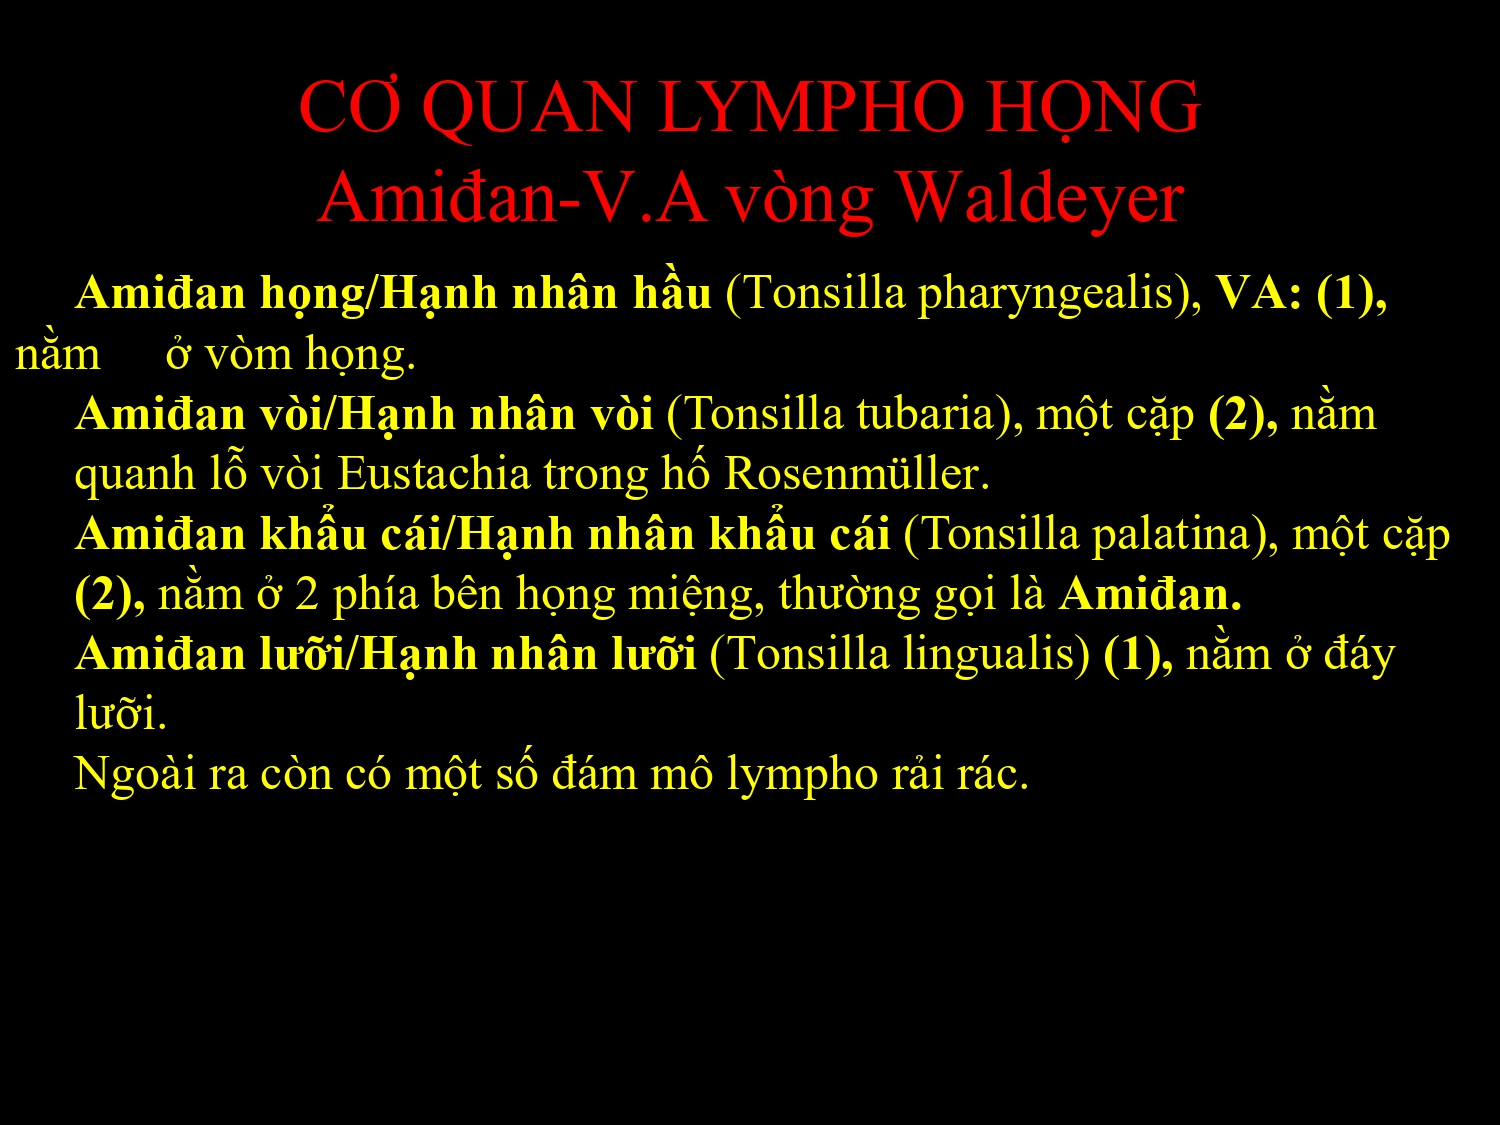 CƠ QUAN LYMPHO HỌNG
Amiđan-V.A vòng Waldeyer
Amiđan họng/Hạnh nhân hầu (Tonsilla pharyngealis), VA: (1),
nằm ở vòm họng.
Amiđan vòi/Hạnh nhân vòi (Tonsilla tubaria), một cặp (2), nằm
quanh lỗ vòi Eustachia trong hố Rosenmüller.
Amiđan khẩu cái/Hạnh nhân khẩu cái (Tonsilla palatina), một cặp
(2), nằm ở 2 phía bên họng miệng, thường gọi là Amiđan.
Amiđan lưỡi/Hạnh nhân lưỡi (Tonsilla lingualis) (1), nằm ở đáy
lưỡi.
Ngoài ra còn có một số đám mô lympho rải rác.